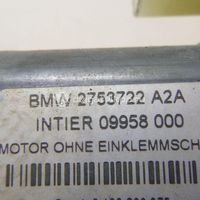 BMW 2753722 A2A
INTIER 09958 000
MOTOR OHNE EINKLEMMSCH